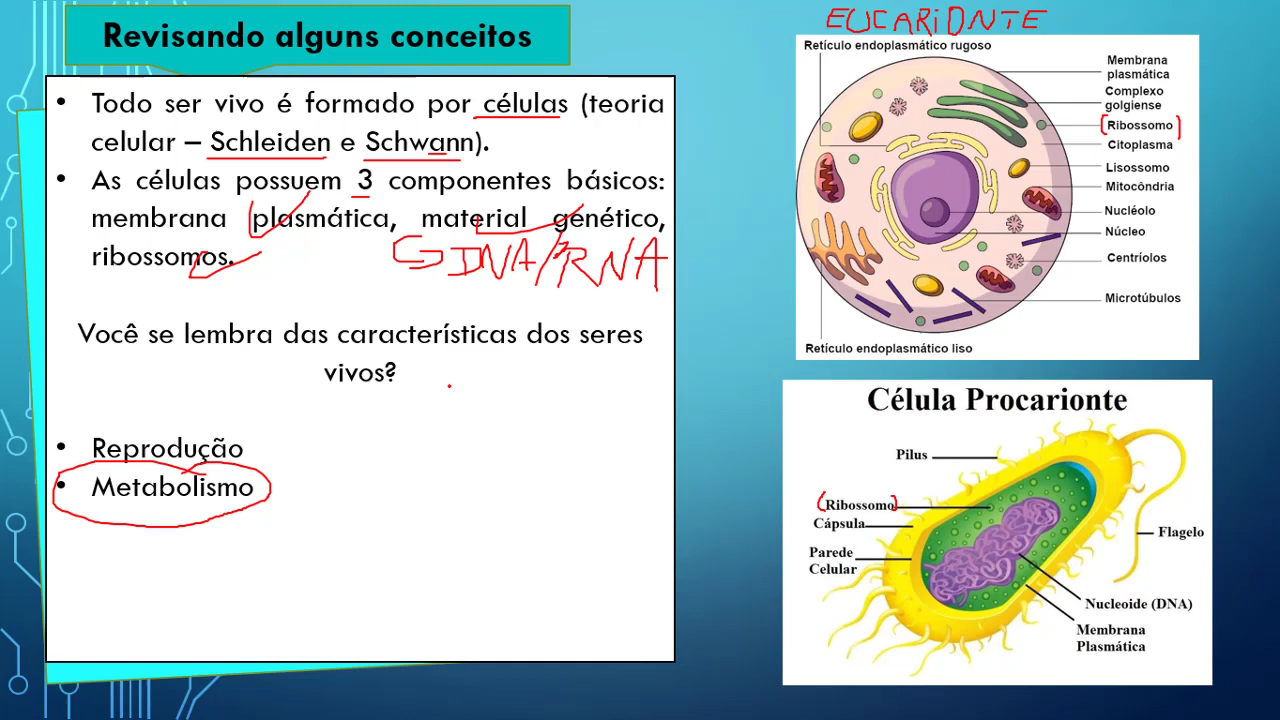 Revisando alguns conceitos
• Todo ser vivo é formado por células (teoria
celular – Schleiden e Schwann).
• As células possuem 3 componentes básicos:
membrana plasmática, material genético,
ribossomos.
DNA/RNA
Você se lembra das características dos seres
vivos?
• Reprodução
• Metabolismo
EUCARIONTE
Retículo endoplasmático rugoso
Membrana
plasmática
Complexo
golgiense
Ribossomo
Citoplasma
Lisossomo
Mitocôndria
Nucléolo
Núcleo
Centríolos
Microtúbulos
Retículo endoplasmático liso
Célula Procarionte
Pilus
Ribossomo
Cápsula
Parede
Celular
Flagelo
Nucleoide (DNA)
Membrana
Plasmática